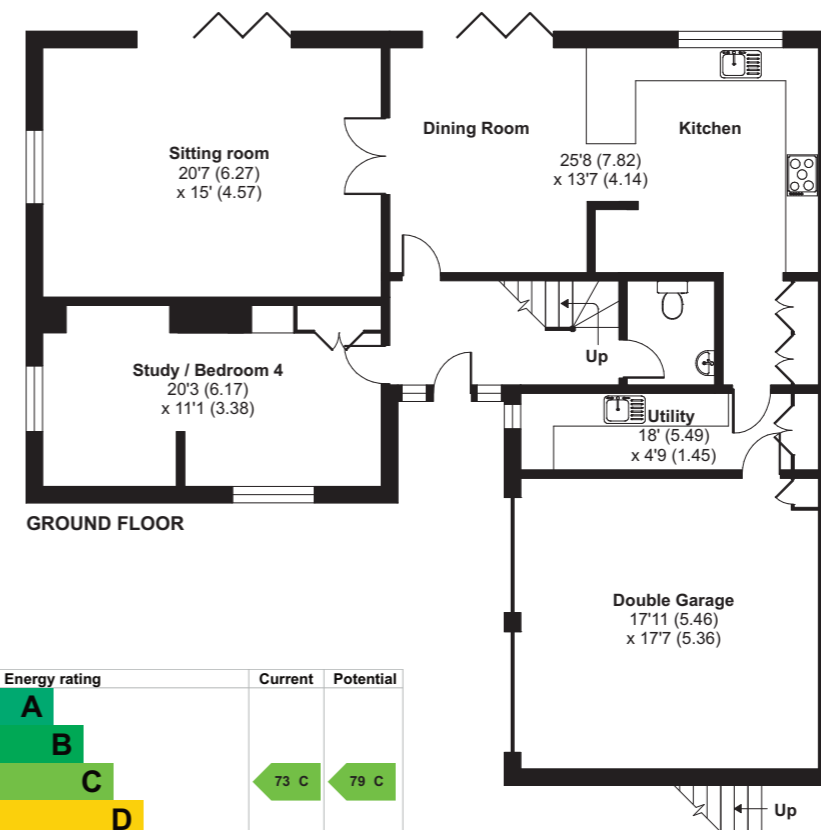 Sitting room
20'7 (6.27)
x 15' (4.57)
Dining Room
Kitchen
25'8 (7.82)
x 13'7 (4.14)
Study / Bedroom 4
20'3 (6.17)
x 11'1 (3.38)
Up
Utility
18' (5.49)
x 4'9 (1.45)
GROUND FLOOR
Double Garage
17'11 (5.46)
x 17'7 (5.36)
Up
Energy rating Current Potential
A
B
C 73 C 79 C
D